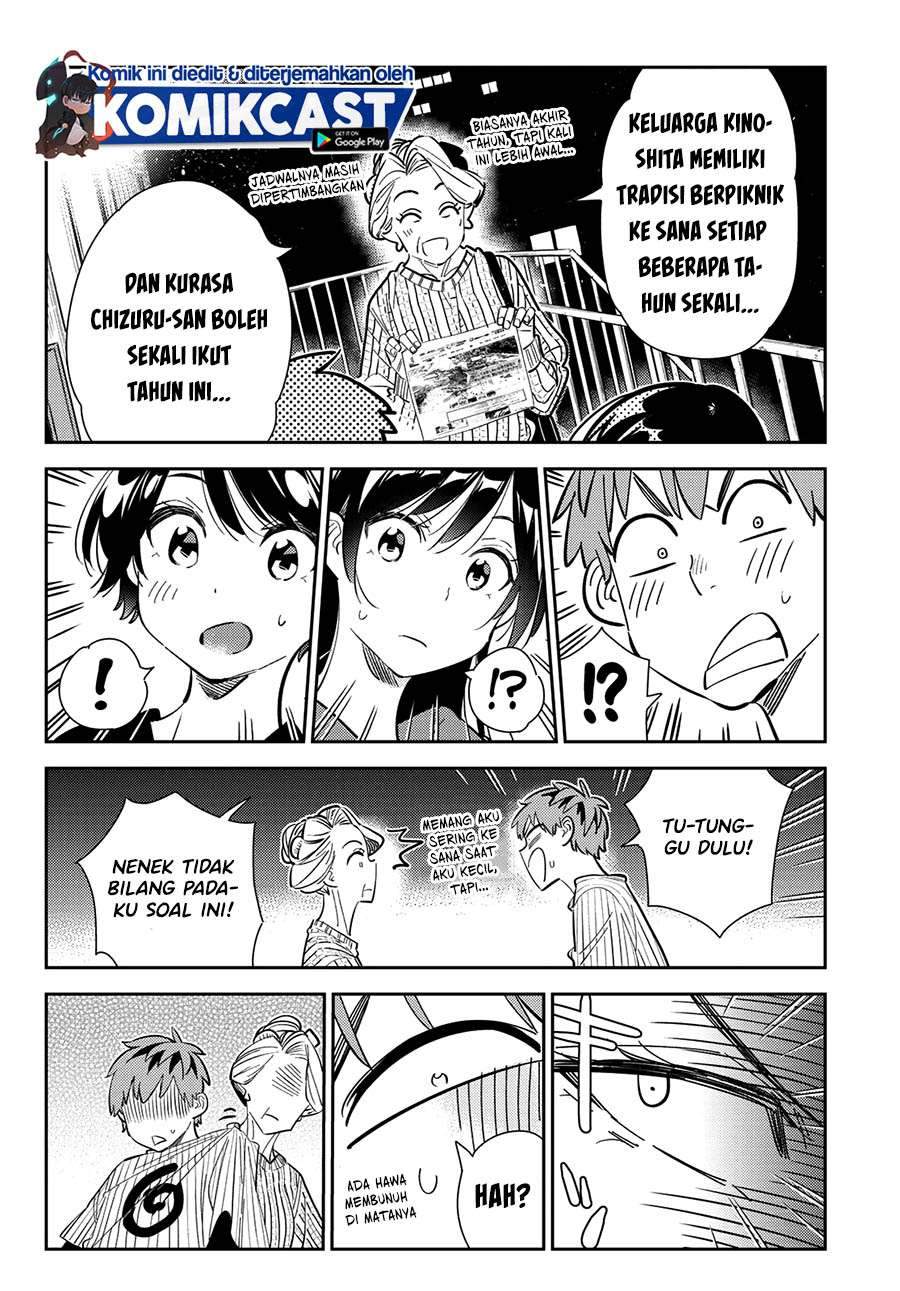 Komik ini diedit & diterjemahkan oleh
KOMIKCAST
GET IT ON
Google Play
KELUARGA KINO-
SHITA MEMILIKI
TRADISI BERPIKNIK
KE SANA SETIAP
BEBERAPA TA-
HUN SEKALI...
BIASANYA AKHIR
TAHUN, TAPI KALI
INI LEBIH AWAL...
JADWALNYA MASIH
DIPERTIMBANGKAN
DAN KURASA
CHIZURU-SAN BOLEH
SEKALI IKUT
TAHUN INI...
!?
!?
!
TU-TUNG-
GU DULU!
MEMANG AKU
SERING KE
SANA SAAT
AKU KECIL,
TAPI...
NENEK TIDAK
BILANG PADA-
KU SOAL INI!
HAH?
ADA HAWA
MEMBUNUH
DI MATANYA